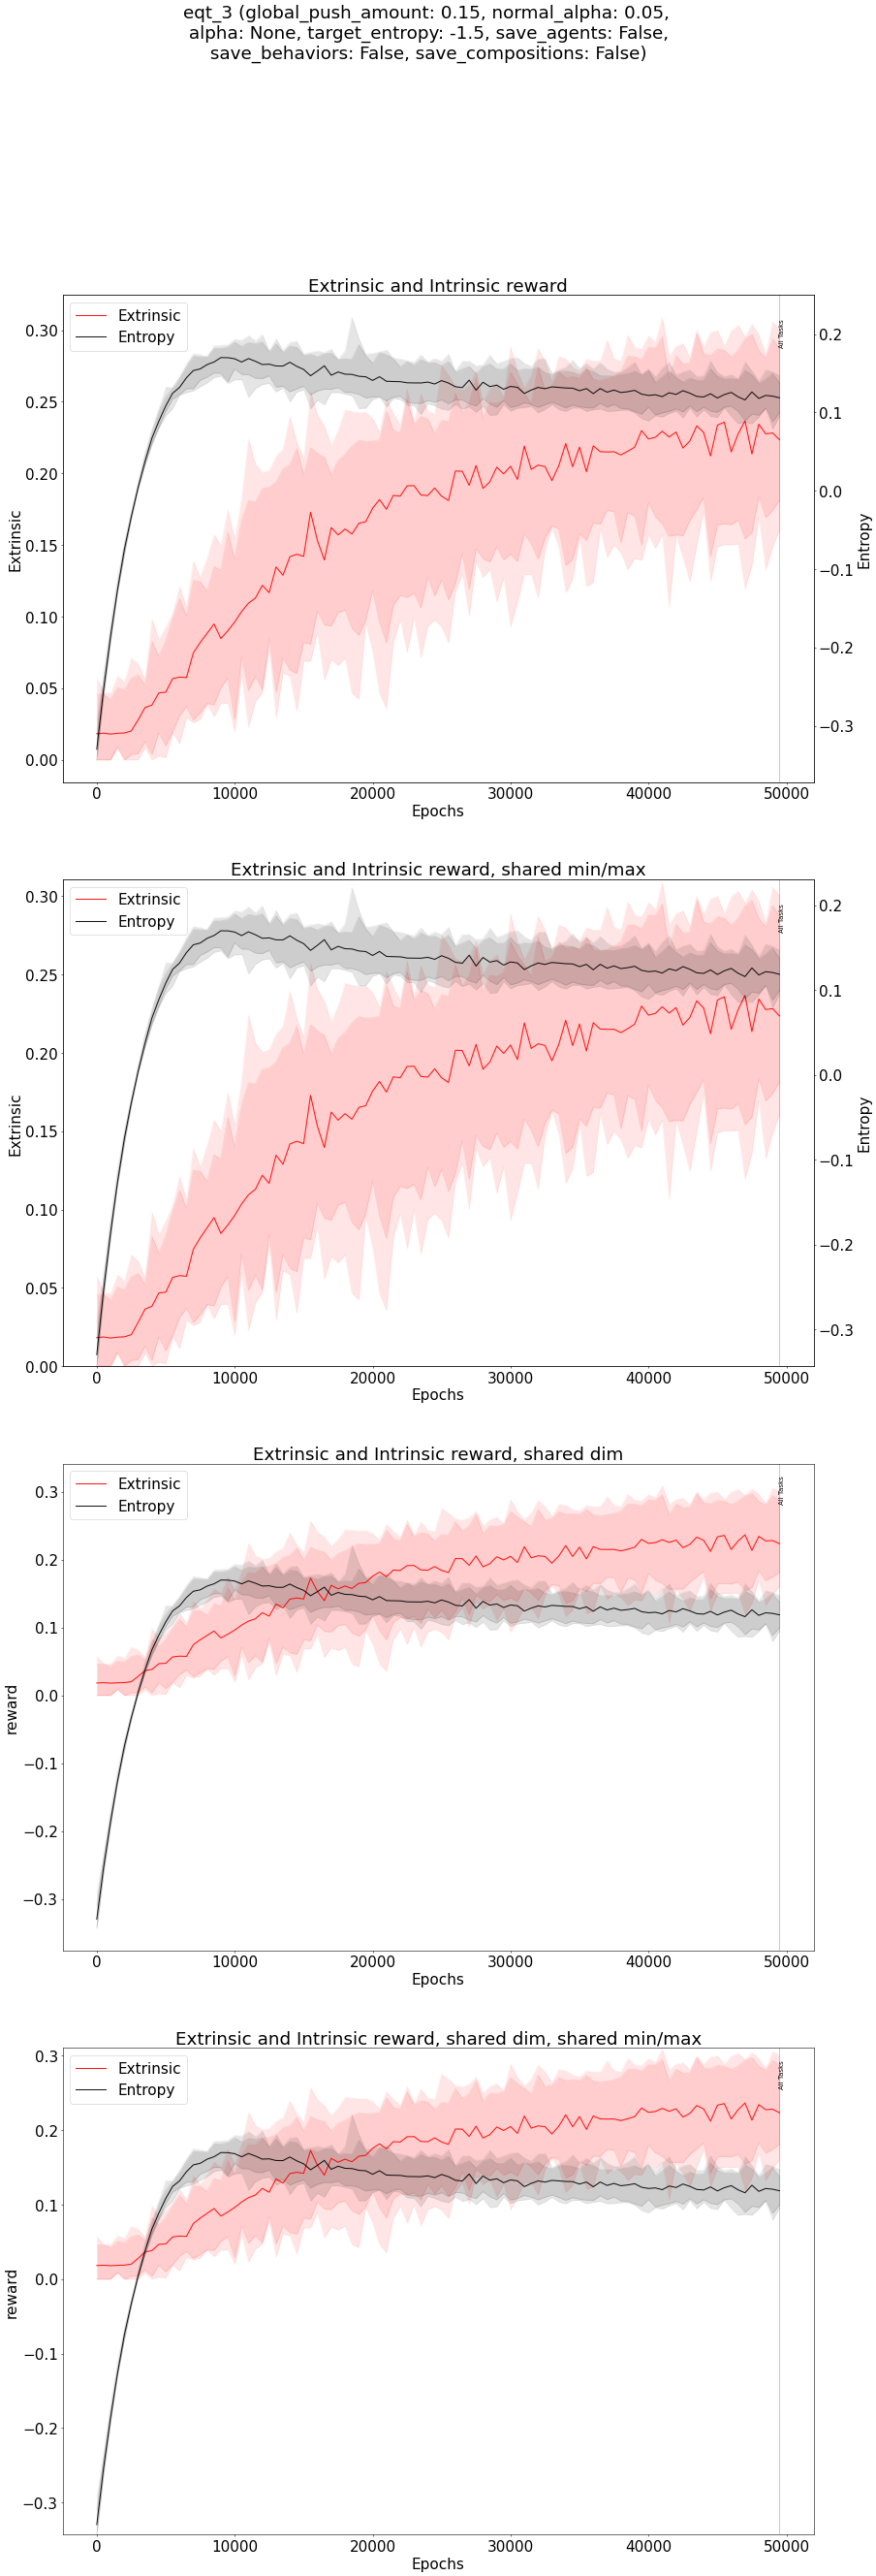 eqt_3 (global_push_amount: 0.15, normal_alpha: 0.05,
alpha: None, target_entropy: -1.5, save_agents: False,
save_behaviors: False, save_compositions: False)
Extrinsic and Intrinsic reward
Extrinsic
Entropy
All Tasks
0.30
0.25
0.20
0.15
0.10
0.05
0.00
Extrinsic
0.2
0.1
0.0
−0.1
−0.2
−0.3
Entropy
0 10000 20000 30000 40000 50000
Epochs
Extrinsic and Intrinsic reward, shared min/max
Extrinsic
Entropy
All Tasks
0.30
0.25
0.20
0.15
0.10
0.05
0.00
Extrinsic
0.2
0.1
0.0
−0.1
−0.2
−0.3
Entropy
0 10000 20000 30000 40000 50000
Epochs
Extrinsic and Intrinsic reward, shared dim
Extrinsic
Entropy
All Tasks
0.3
0.2
0.1
0.0
−0.1
−0.2
−0.3
reward
0 10000 20000 30000 40000 50000
Epochs
Extrinsic and Intrinsic reward, shared dim, shared min/max
Extrinsic
Entropy
All Tasks
0.3
0.2
0.1
0.0
−0.1
−0.2
−0.3
reward
0 10000 20000 30000 40000 50000
Epochs